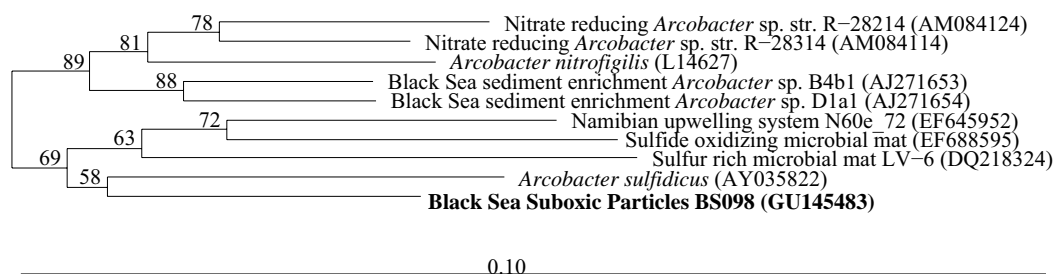 78
Nitrate reducing Arcobacter sp. str. R−28214 (AM084124)
81
Nitrate reducing Arcobacter sp. str. R−28314 (AM084114)
89
Arcobacter nitrofigilis (L14627)
88
Black Sea sediment enrichment Arcobacter sp. B4b1 (AJ271653)
Black Sea sediment enrichment Arcobacter sp. D1a1 (AJ271654)
72
Namibian upwelling system N60e_72 (EF645952)
63
Sulfide oxidizing microbial mat (EF688595)
69
Sulfur rich microbial mat LV−6 (DQ218324)
58
Arcobacter sulfidicus (AY035822)
Black Sea Suboxic Particles BS098 (GU145483)
0.10